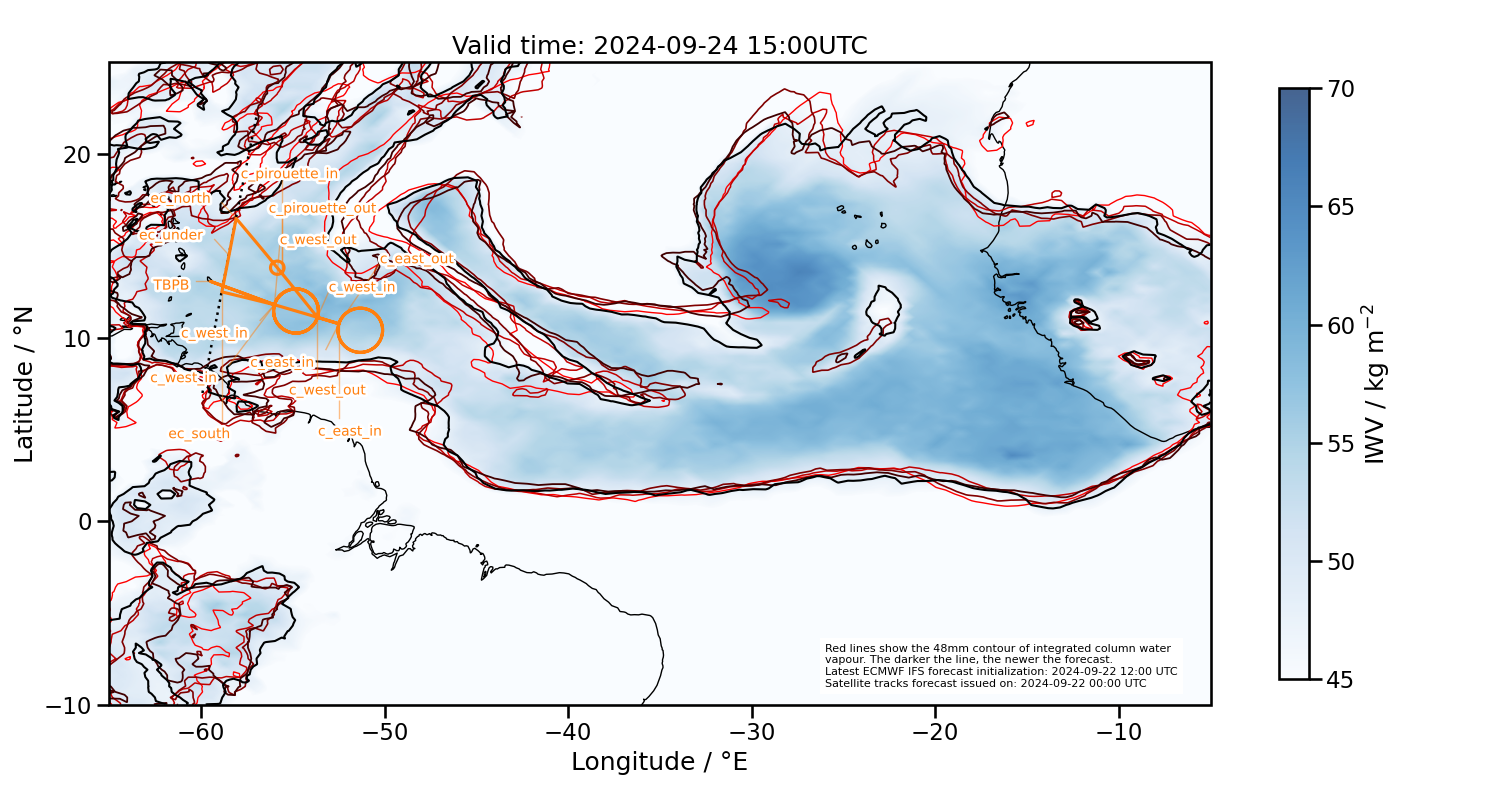 Valid time: 2024-09-24 15:00UTC
c_pirouette_in
ec_north
c_pirouette_out
ec_under
c_west_out
c_east_out
TBPB
c_west_in
c_west_in
c_east_in
c_west_in
c_west_out
ec_south
c_east_in
20
10
0
−10
Latitude / °N
−60
−50
−40
−30
−20
−10
Longitude / °E
Red lines show the 48mm contour of integrated column water
vapour. The darker the line, the newer the forecast.
Latest ECMWF IFS forecast initialization: 2024-09-22 12:00 UTC
Satellite tracks forecast issued on: 2024-09-22 00:00 UTC
70
65
60
55
50
45
IWV / kg m⁻²